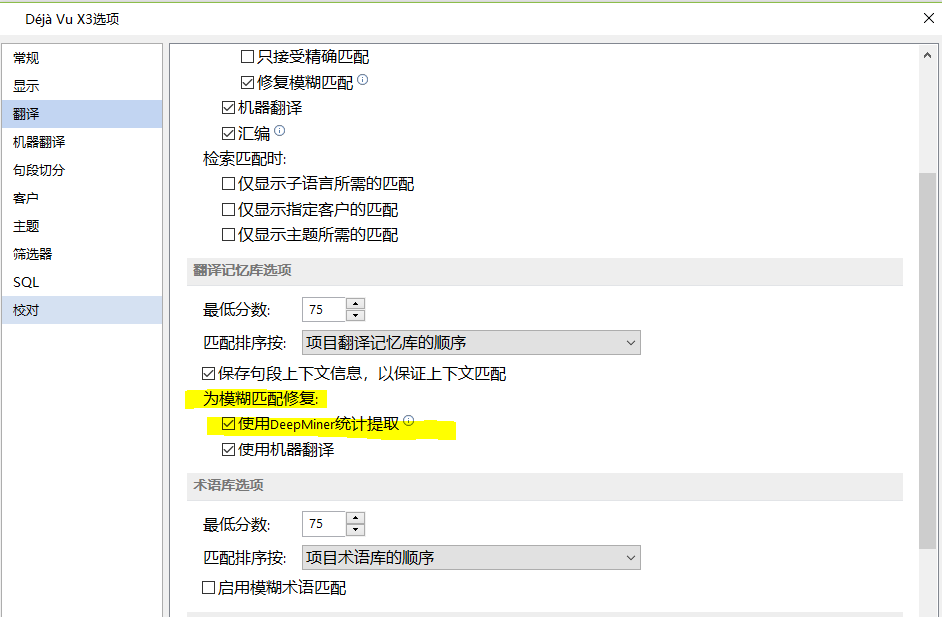 Déjà Vu X3选项
常规
显示
翻译
机器翻译
句段切分
客户
主题
筛选器
SQL
校对
只接受精确匹配
修复模糊匹配
机器翻译
汇编
检索匹配时:
仅显示子语言所需的匹配
仅显示指定客户的匹配
仅显示主题所需的匹配
翻译记忆库选项
最低分数: 75
匹配排序按: 项目翻译记忆库的顺序
保存句段上下文信息，以保证上下文匹配
为模糊匹配修复:
使用DeepMiner统计提取
使用机器翻译
术语库选项
最低分数: 75
匹配排序按: 项目术语库的顺序
启用模糊术语匹配